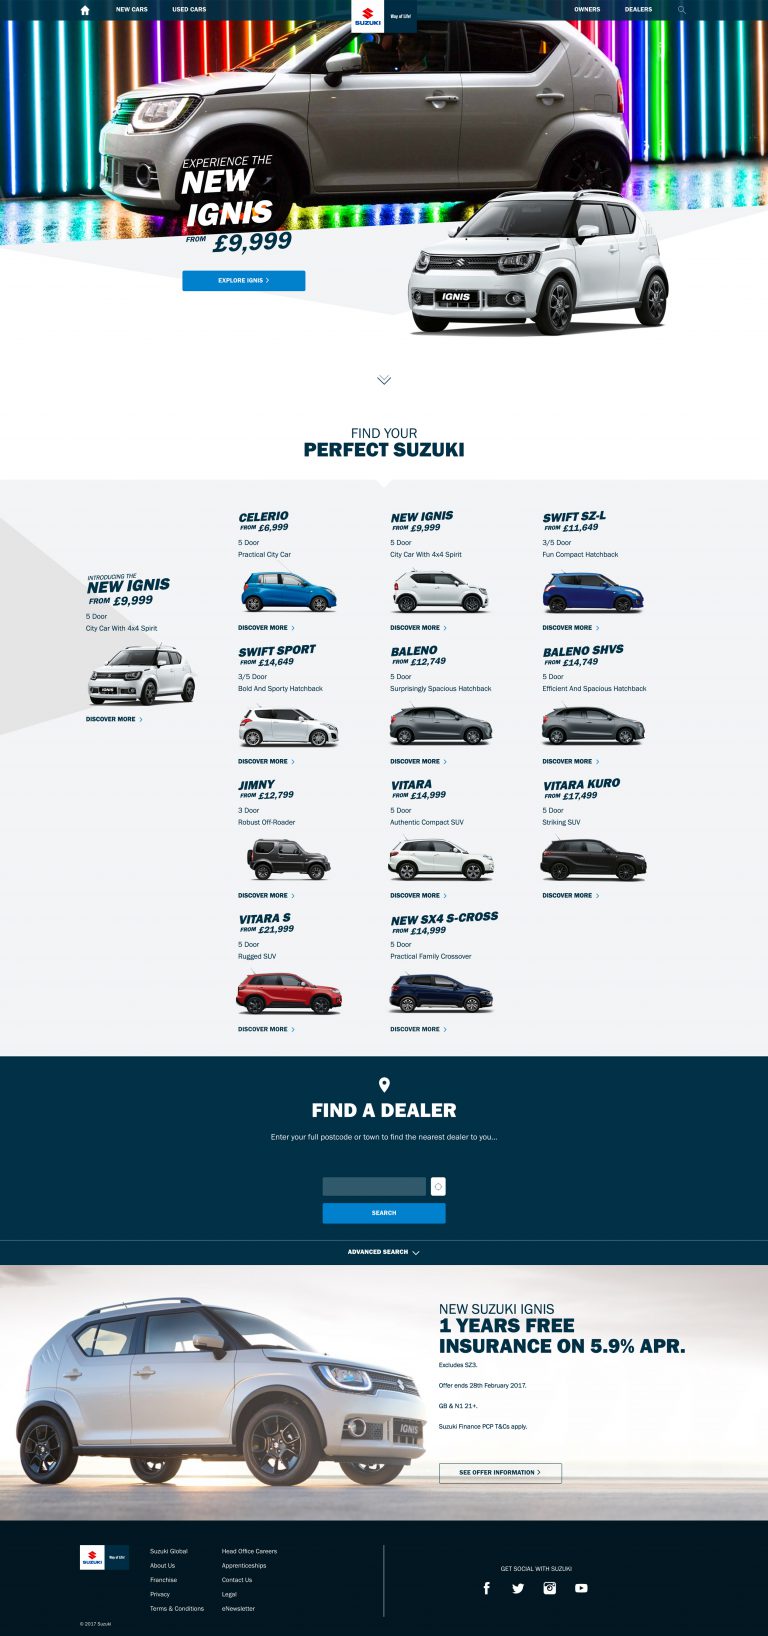 NEW CARS
USED CARS
SUZUKI
Way of Life!
OWNERS
DEALERS
EXPERIENCE THE
NEW
IGNIS
FROM £9,999
EXPLORE IGNIS
IGNIS
FIND YOUR
PERFECT SUZUKI
INTRODUCING THE
NEW IGNIS
FROM £9,999
5 Door
City Car With 4x4 Spirit
DISCOVER MORE
CELERIO
FROM £6,999
5 Door
Practical City Car
DISCOVER MORE
NEW IGNIS
FROM £9,999
5 Door
City Car With 4x4 Spirit
DISCOVER MORE
SWIFT SZ-L
FROM £11,649
3/5 Door
Fun Compact Hatchback
DISCOVER MORE
SWIFT SPORT
FROM £14,649
3/5 Door
Bold And Sporty Hatchback
DISCOVER MORE
BALENO
FROM £12,749
5 Door
Surprisingly Spacious Hatchback
DISCOVER MORE
BALENO SHVS
FROM £14,749
5 Door
Efficient And Spacious Hatchback
DISCOVER MORE
JIMNY
FROM £12,799
3 Door
Robust Off-Roader
DISCOVER MORE
VITARA
FROM £14,999
5 Door
Authentic Compact SUV
DISCOVER MORE
VITARA KURO
FROM £17,499
5 Door
Striking SUV
DISCOVER MORE
VITARA S
FROM £21,999
5 Door
Rugged SUV
DISCOVER MORE
NEW SX4 S-CROSS
FROM £14,999
5 Door
Practical Family Crossover
DISCOVER MORE
FIND A DEALER
Enter your full postcode or town to find the nearest dealer to you...
SEARCH
ADVANCED SEARCH
NEW SUZUKI IGNIS
1 YEARS FREE
INSURANCE ON 5.9% APR.
Excludes SZ3.
Offer ends 28th February 2017.
GB & N1 21+.
Suzuki Finance PCP T&Cs apply.
SEE OFFER INFORMATION
IGNIS
SUZUKI
Way of Life!
Suzuki Global
About Us
Franchise
Privacy
Terms & Conditions
Head Office Careers
Apprenticeships
Contact Us
Legal
eNewsletter
GET SOCIAL WITH SUZUKI
© 2017 Suzuki